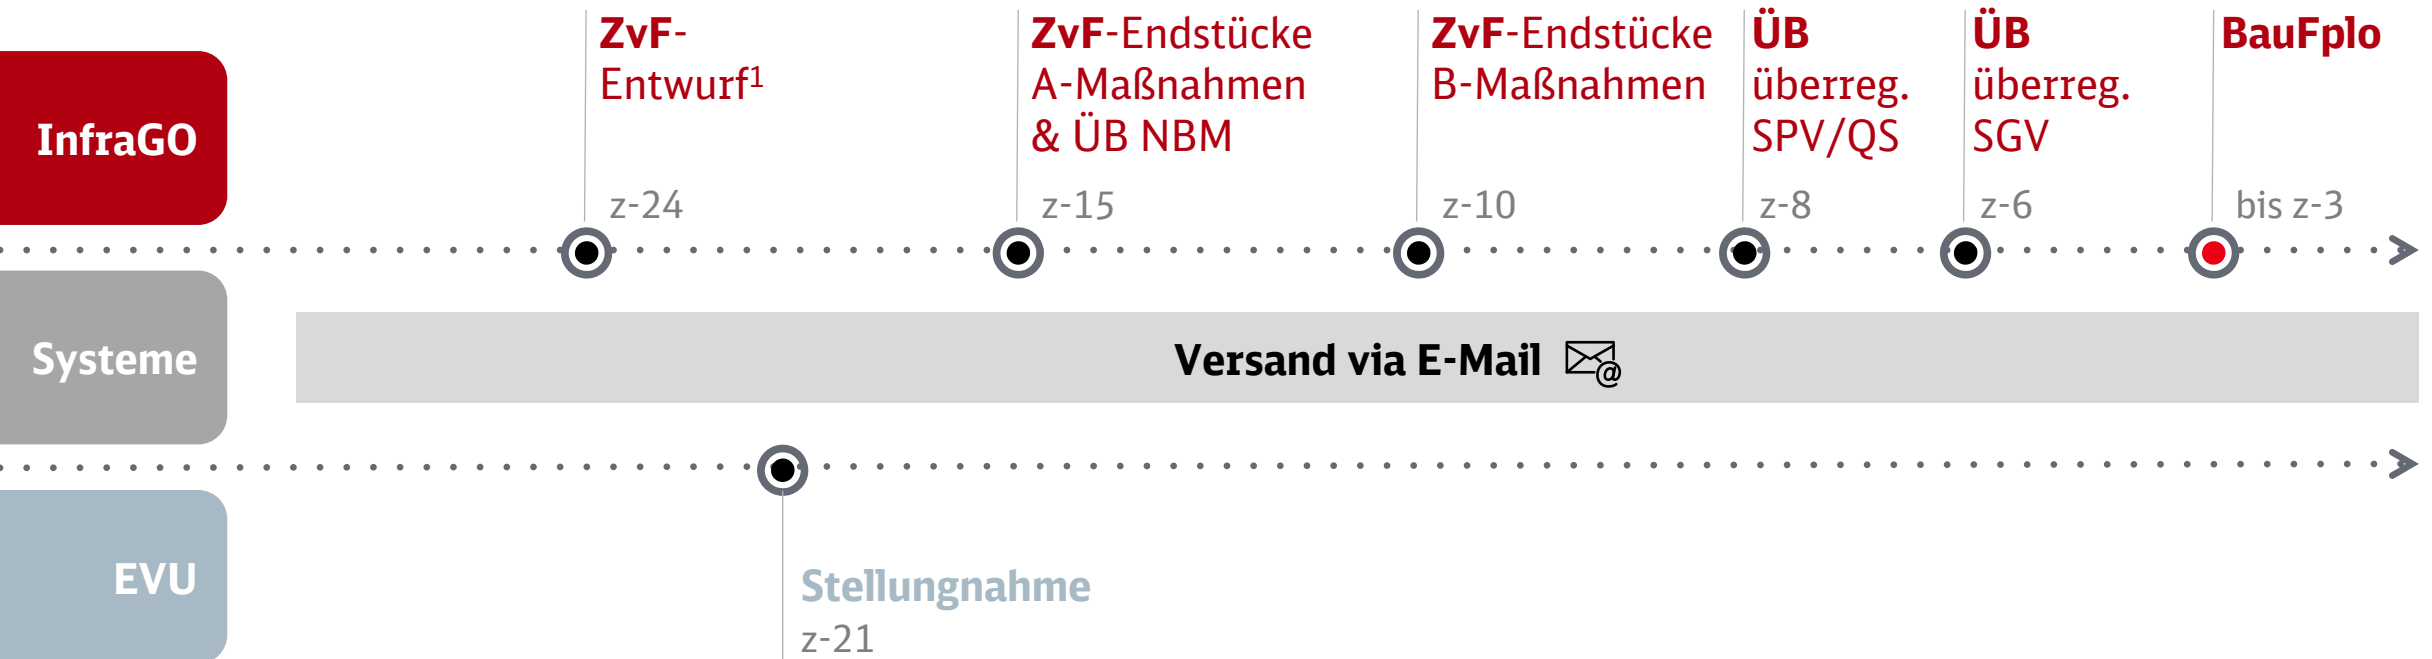 InfraGO
ZvF-
Entwurf¹
z-24
ZvF-Endstücke
A-Maßnahmen
& ÜB NBM
z-15
ZvF-Endstücke
B-Maßnahmen
z-10
ÜB
überreg.
SPV/QS
z-8
ÜB
überreg.
SGV
z-6
BauFplo
bis z-3
Systeme
Versand via E-Mail
EVU
Stellungnahme
z-21